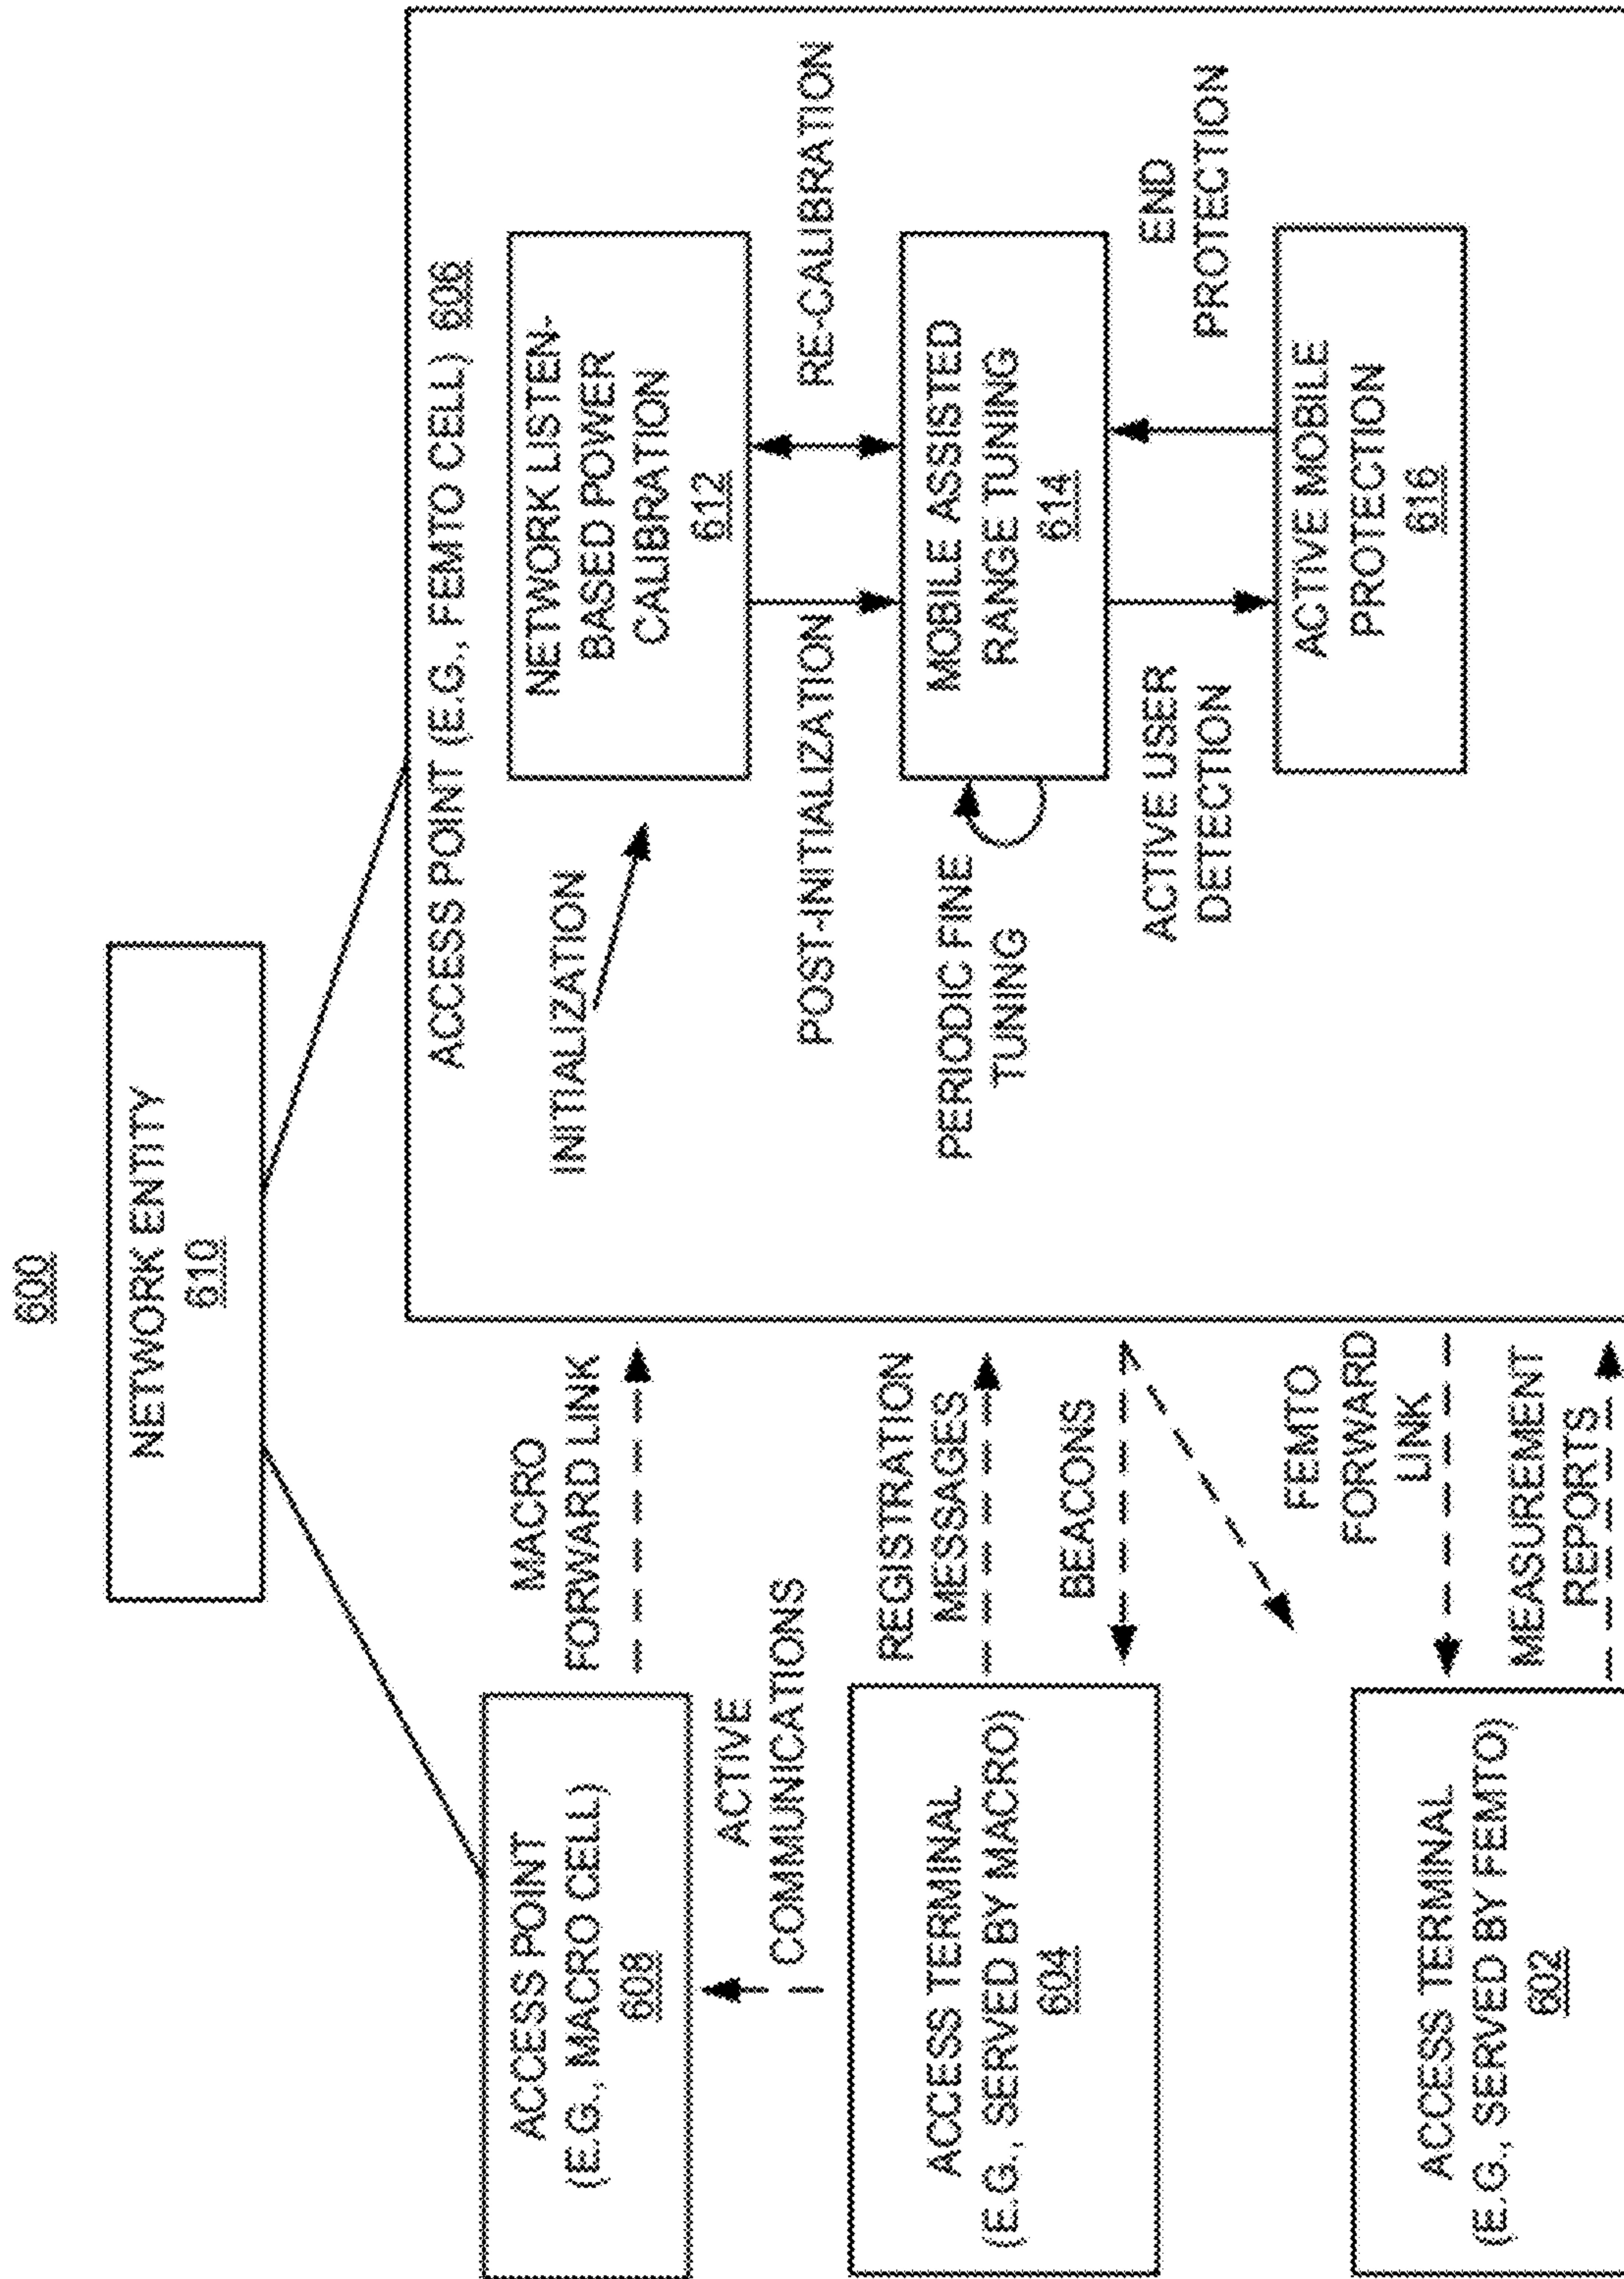 600
NETWORK ENTITY
610
ACCESS POINT
(E.G., MACRO CELL)
608
MACRO
FORWARD LINK
ACTIVE
COMMUNICATIONS
ACCESS TERMINAL
(E.G., SERVED BY MACRO)
604
REGISTRATION
MESSAGES
BEACONS
FEMTO
FORWARD
LINK
ACCESS TERMINAL
(E.G., SERVED BY FEMTO)
602
MEASUREMENT
REPORTS
ACCESS POINT (E.G., FEMTO CELL) 606
INITIALIZATION
NETWORK LISTEN-
BASED POWER
CALIBRATION
612
POST-INITIALIZATION
RE-CALIBRATION
PERIODIC FINE
TUNING
MOBILE ASSISTED
RANGE TUNING
614
ACTIVE USER
DETECTION
END
PROTECTION
ACTIVE MOBILE
PROTECTION
616